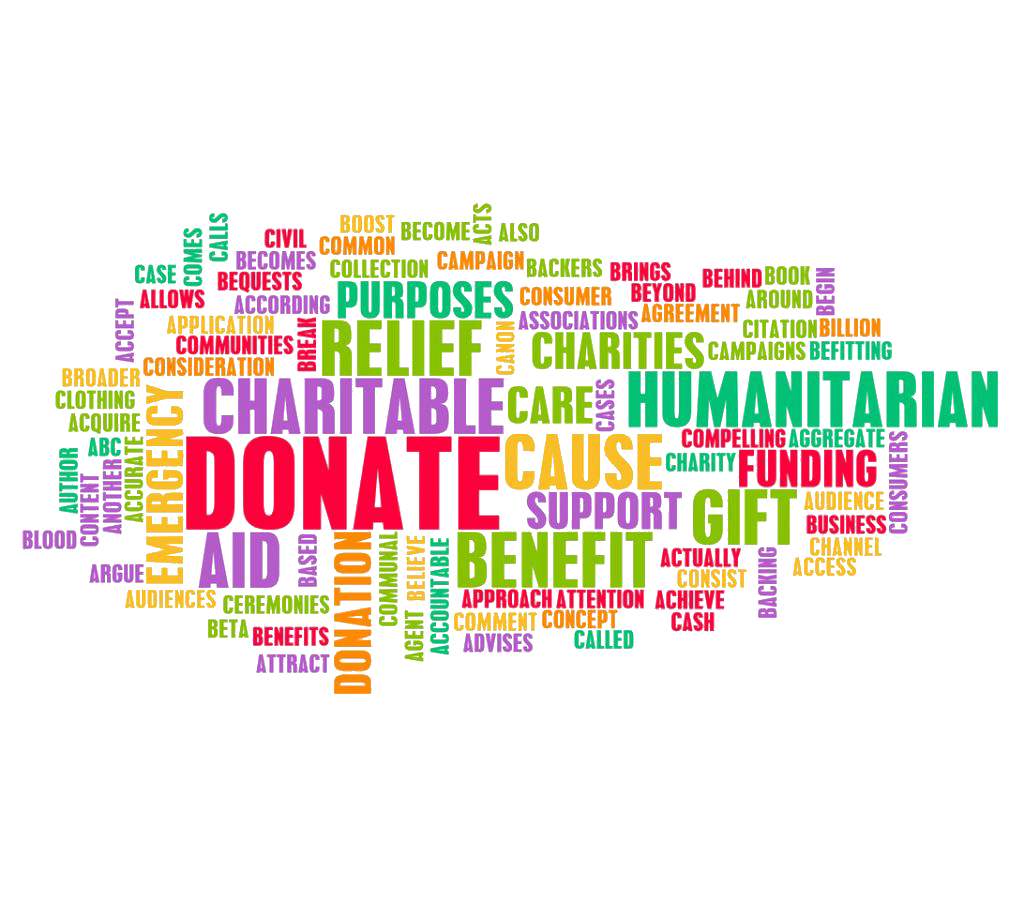 ACTS
CALLS
BOOST
BECOME
ALSO
COMES
CIVIL
COMMON
BECOMES
COLLECTION
CAMPAIGN
BACKERS
BRINGS
BEHIND
BOOK
BEGIN
CASE
BEQUESTS
ALLOWS
ACCORDING
PURPOSES
CONSUMER
BEYOND
AROUND
ACCEPT
APPLICATION
BREAK
RELIEF
CANON
ASSOCIATIONS
AGREEMENT
CITATION
BILLION
COMMUNITIES
CHARITIES
CAMPAIGNS
BEFITTING
CONSIDERATION
BROADER
CLOTHING
ACQUIRE
EMERGENCY
CHARITABLE
CARE
CASES
HUMANITARIAN
ABC
ACCURATE
AUTHOR
CONTENT
ANOTHER
DONATE
CAUSE
COMPELLING
AGGREGATE
CONSUMERS
CHARITY
FUNDING
SUPPORT
GIFT
AUDIENCE
BUSINESS
BLOOD
ARGUE
AID
BASED
DONATION
COMMUNAL
BELIEVE
ACCOUNTABLE
BENEFIT
ACTUALLY
CHANNEL
ACCESS
BACKING
CONSIST
AUDIENCES
CEREMONIES
APPROACH
ATTENTION
ACHIEVE
BETA
BENEFITS
AGENT
COMMENT
CONCEPT
CASH
ATTRACT
ADVISES
CALLED